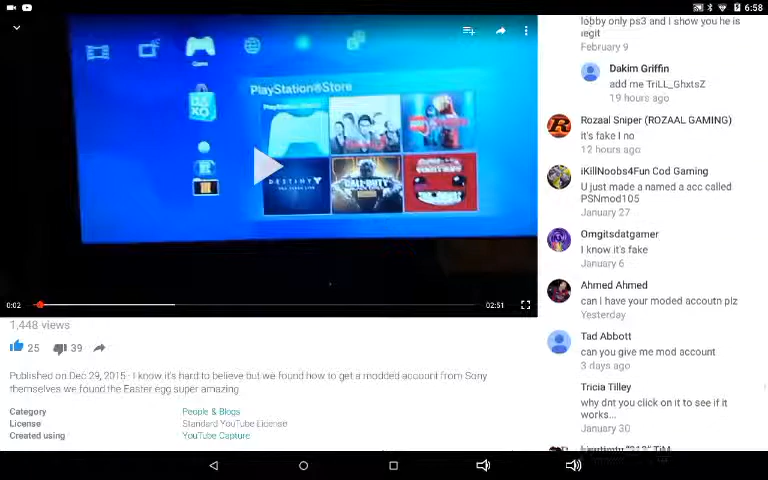 6:58
Game
PlayStation®Store
DESTINY
CALL OF DUTY
0:02
02:51
1,448 views
25
39
Published on Dec 29, 2015 · I know it's hard to believe but we found how to get a modded account from Sony
themselves we found the Easter egg super amazing
Category People & Blogs
License Standard YouTube License
Created using YouTube Capture
lobby only ps3 and i show you he is
legit
February 9
Dakim Griffin
add me TriLL_GhxtsZ
19 hours ago
Rozaal Sniper (ROZAAL GAMING)
it's fake I no
12 hours ago
iKillNoobs4Fun Cod Gaming
U just made a named a acc called
PSNmod105
January 27
Omgitsdatgamer
I know it's fake
January 6
Ahmed Ahmed
can i have your moded accoutn plz
Yesterday
Tad Abbott
can you give me mod account
3 days ago
Tricia Tilley
why dnt you click on it to see if it
works...
January 30